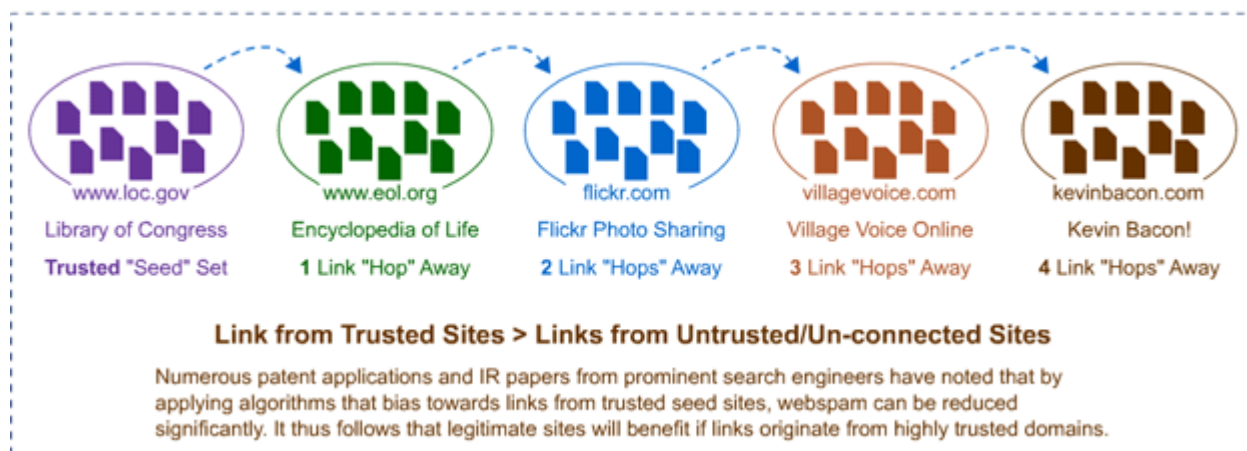 www.loc.gov
www.eol.org
flickr.com
villagevoice.com
kevinbacon.com
Library of Congress
Encyclopedia of Life
Flickr Photo Sharing
Village Voice Online
Kevin Bacon!
Trusted "Seed" Set
1 Link "Hop" Away
2 Link "Hops" Away
3 Link "Hops" Away
4 Link "Hops" Away
Link from Trusted Sites > Links from Untrusted/Un-connected Sites
Numerous patent applications and IR papers from prominent search engines have noted that by
applying algorithms that bias towards links from trusted seed sites, webspam can be reduced
significantly. It thus follows that legitimate sites will benefit if links originate from highly trusted domains.